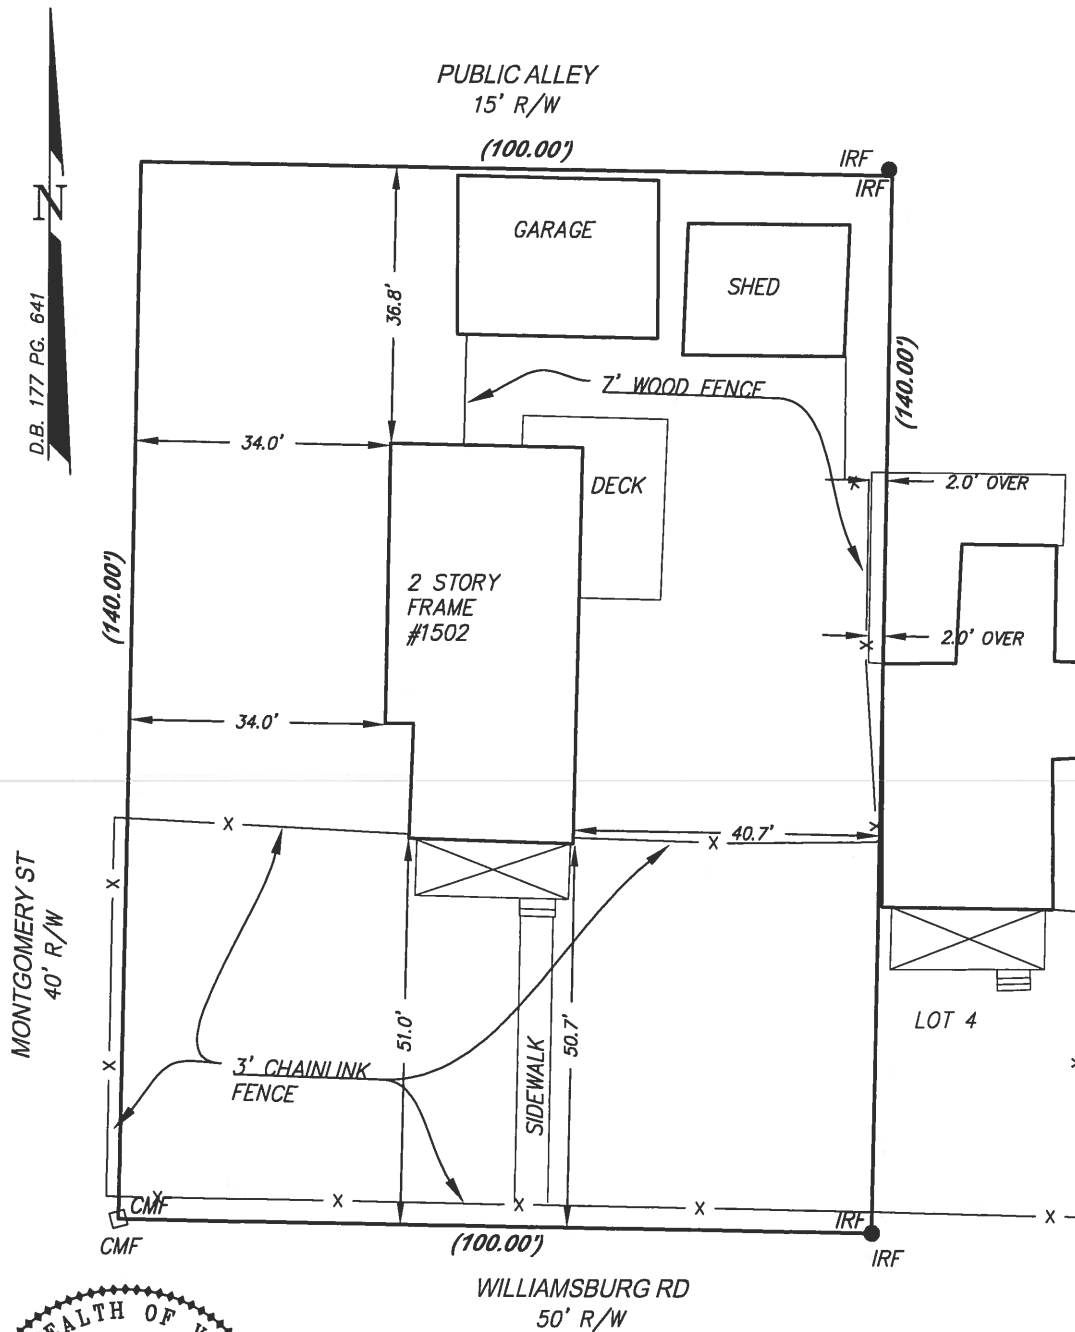 PUBLIC ALLEY
15' R/W
(100.00')
IRF
IRF
N
D.B. 177 PG. 641
GARAGE
SHED
36.8'
(140.00')
7' WOOD FENCE
34.0'
DECK
2.0' OVER
2 STORY
FRAME
#1502
(140.00')
2.0' OVER
34.0'
X
40.7'
X
X
X
X
X
MONTGOMERY ST
40' R/W
51.0'
50.7'
SIDEWALK
LOT 4
3' CHAINLINK
FENCE
X
X
X
X
X
X
X
X
CMF
CMF
IRF
IRF
(100.00')
WILLIAMSBURG RD
50' R/W
EALTH OF V